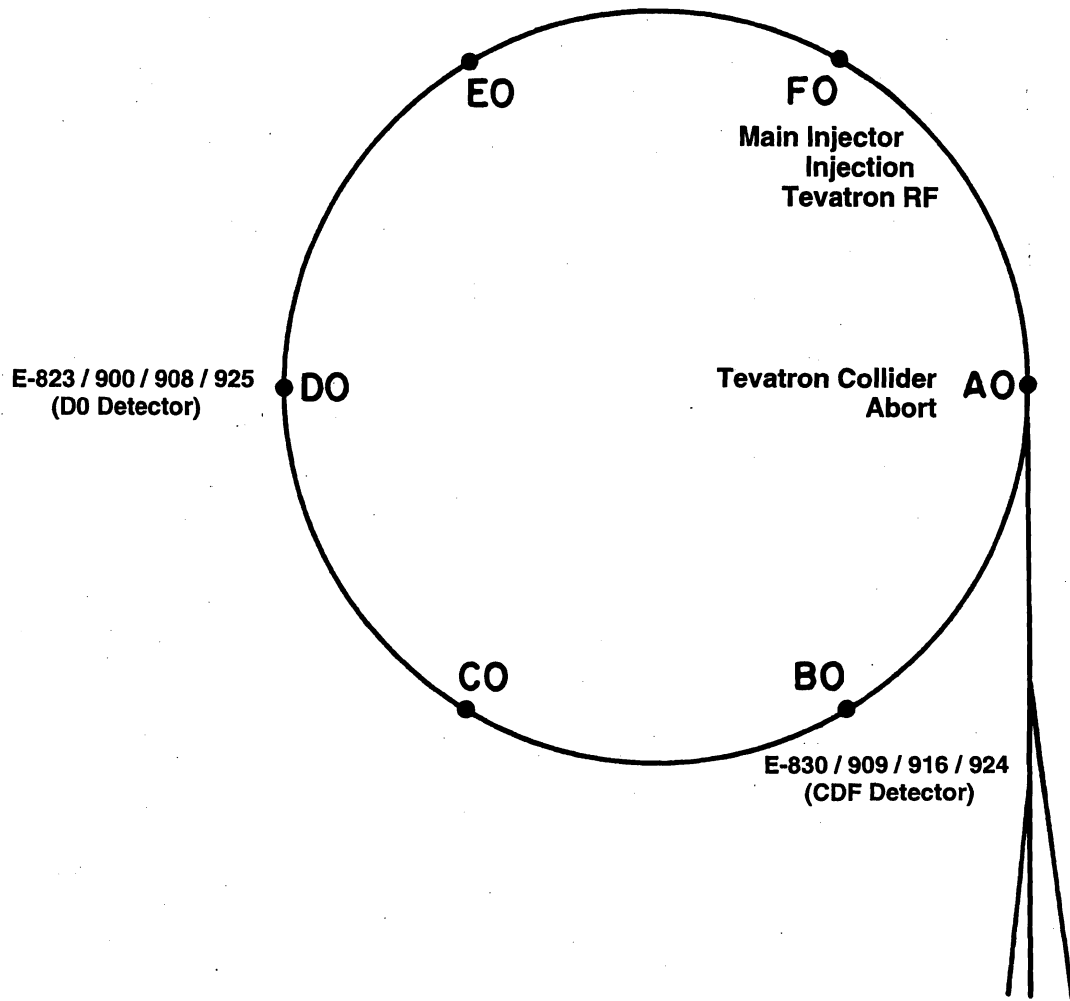 EO
FO
Main Injector
Injection
Tevatron RF
E-823 / 900 / 908 / 925
(D0 Detector)
DO
Tevatron Collider
Abort
AO
CO
BO
E-830 / 909 / 916 / 924
(CDF Detector)